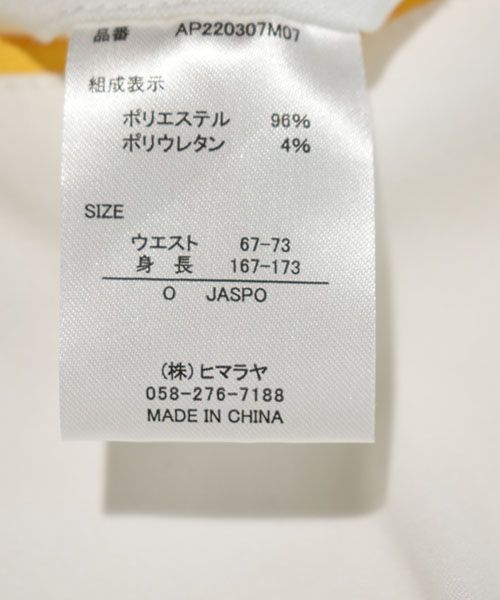 品番 AP220307M07
組成表示
ポリエステル 96%
ポリウレタン 4%
SIZE
ウエスト 67-73
身 長 167-173
O JASPO
(株)ヒマラヤ
058-276-7188
MADE IN CHINA